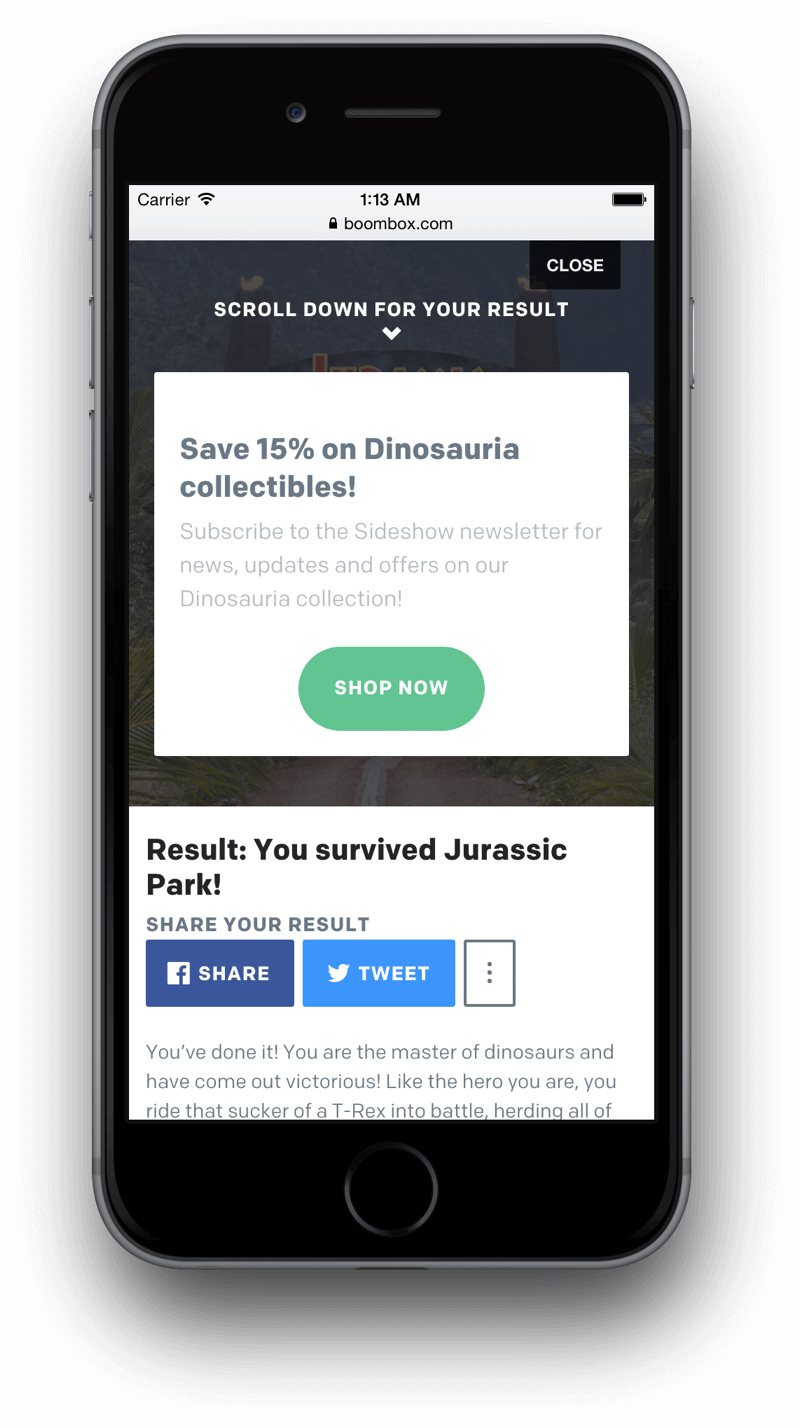 Carrier 1:13 AM
boombox.com
CLOSE
SCROLL DOWN FOR YOUR RESULT
Save 15% on Dinosauria
collectibles!
Subscribe to the Sideshow newsletter for
news, updates and offers on our
Dinosauria collection!
SHOP NOW
Result: You survived Jurassic
Park!
SHARE YOUR RESULT
SHARE TWEET
You’ve done it! You are the master of dinosaurs and
have come out victorious! Like the hero you are, you
ride that sucker of a T-Rex into battle, herding all of